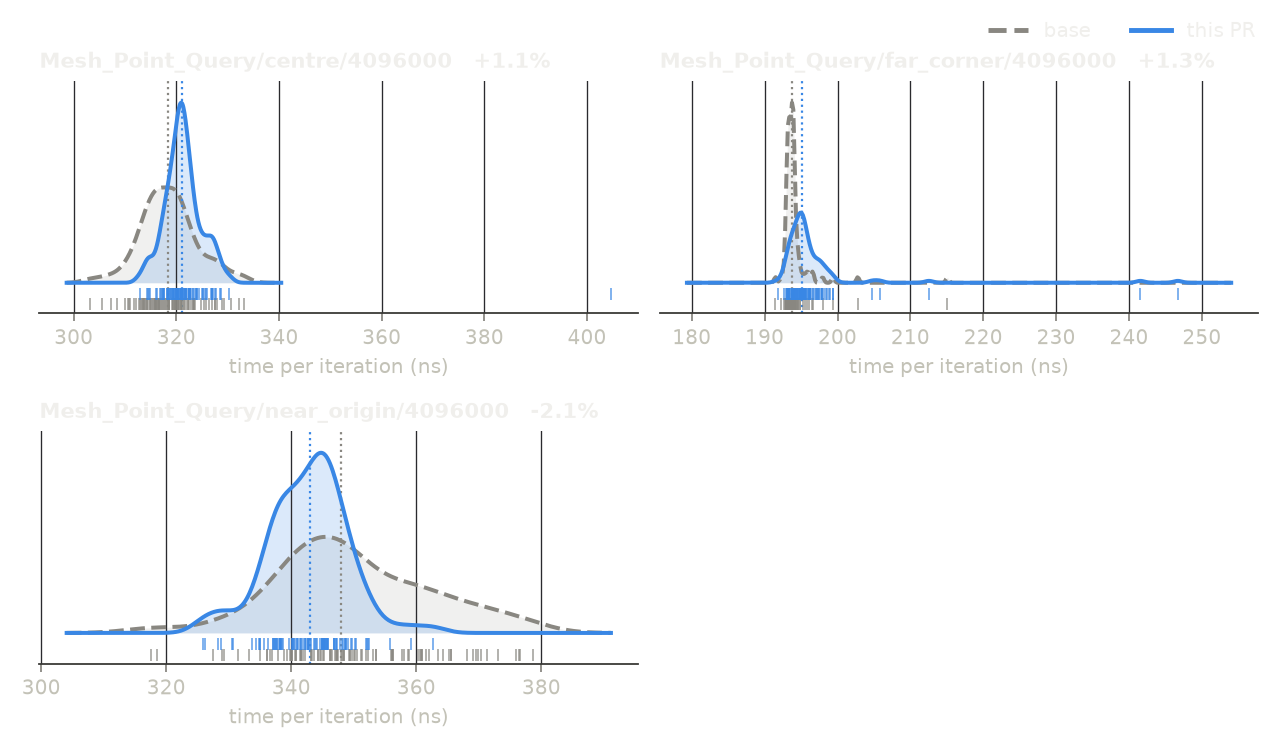 base this PR
Mesh_Point_Query/centre/4096000 +1.1%
300 320 340 360 380 400
time per iteration (ns)
Mesh_Point_Query/far_corner/4096000 +1.3%
180 190 200 210 220 230 240 250
time per iteration (ns)
Mesh_Point_Query/near_origin/4096000 -2.1%
300 320 340 360 380
time per iteration (ns)